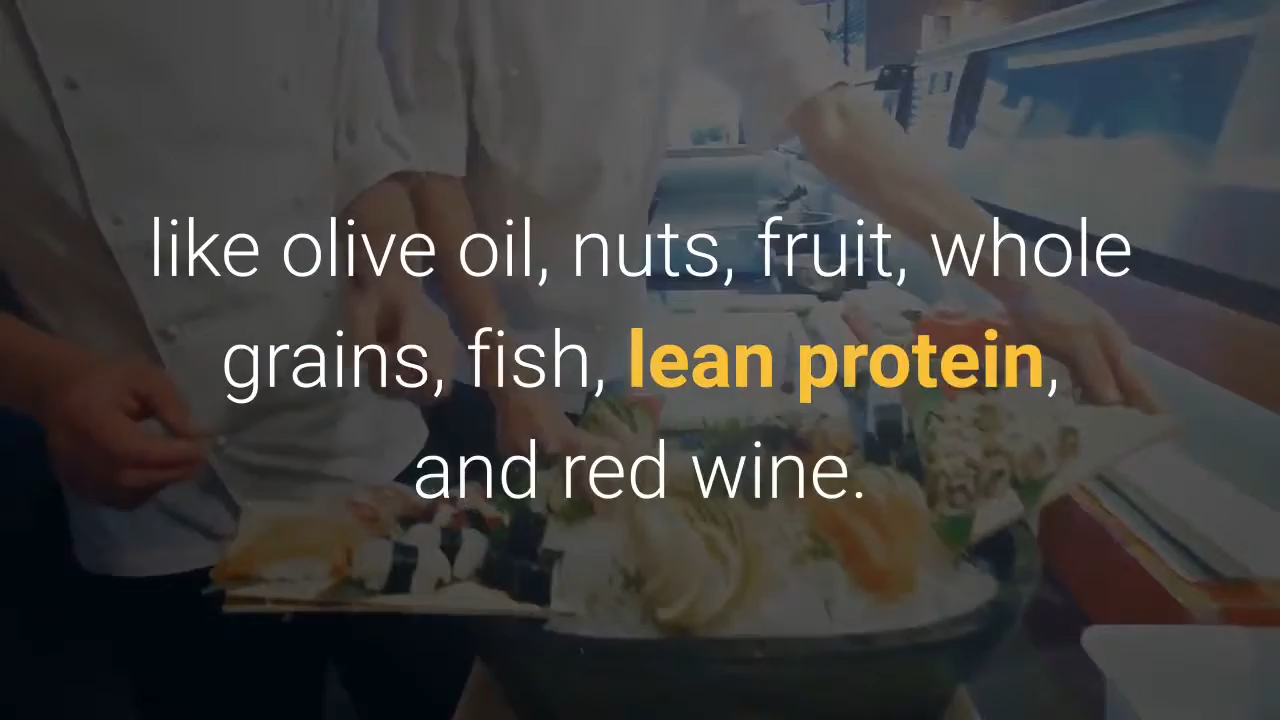 like olive oil, nuts, fruit, whole
grains, fish, lean protein,
and red wine.